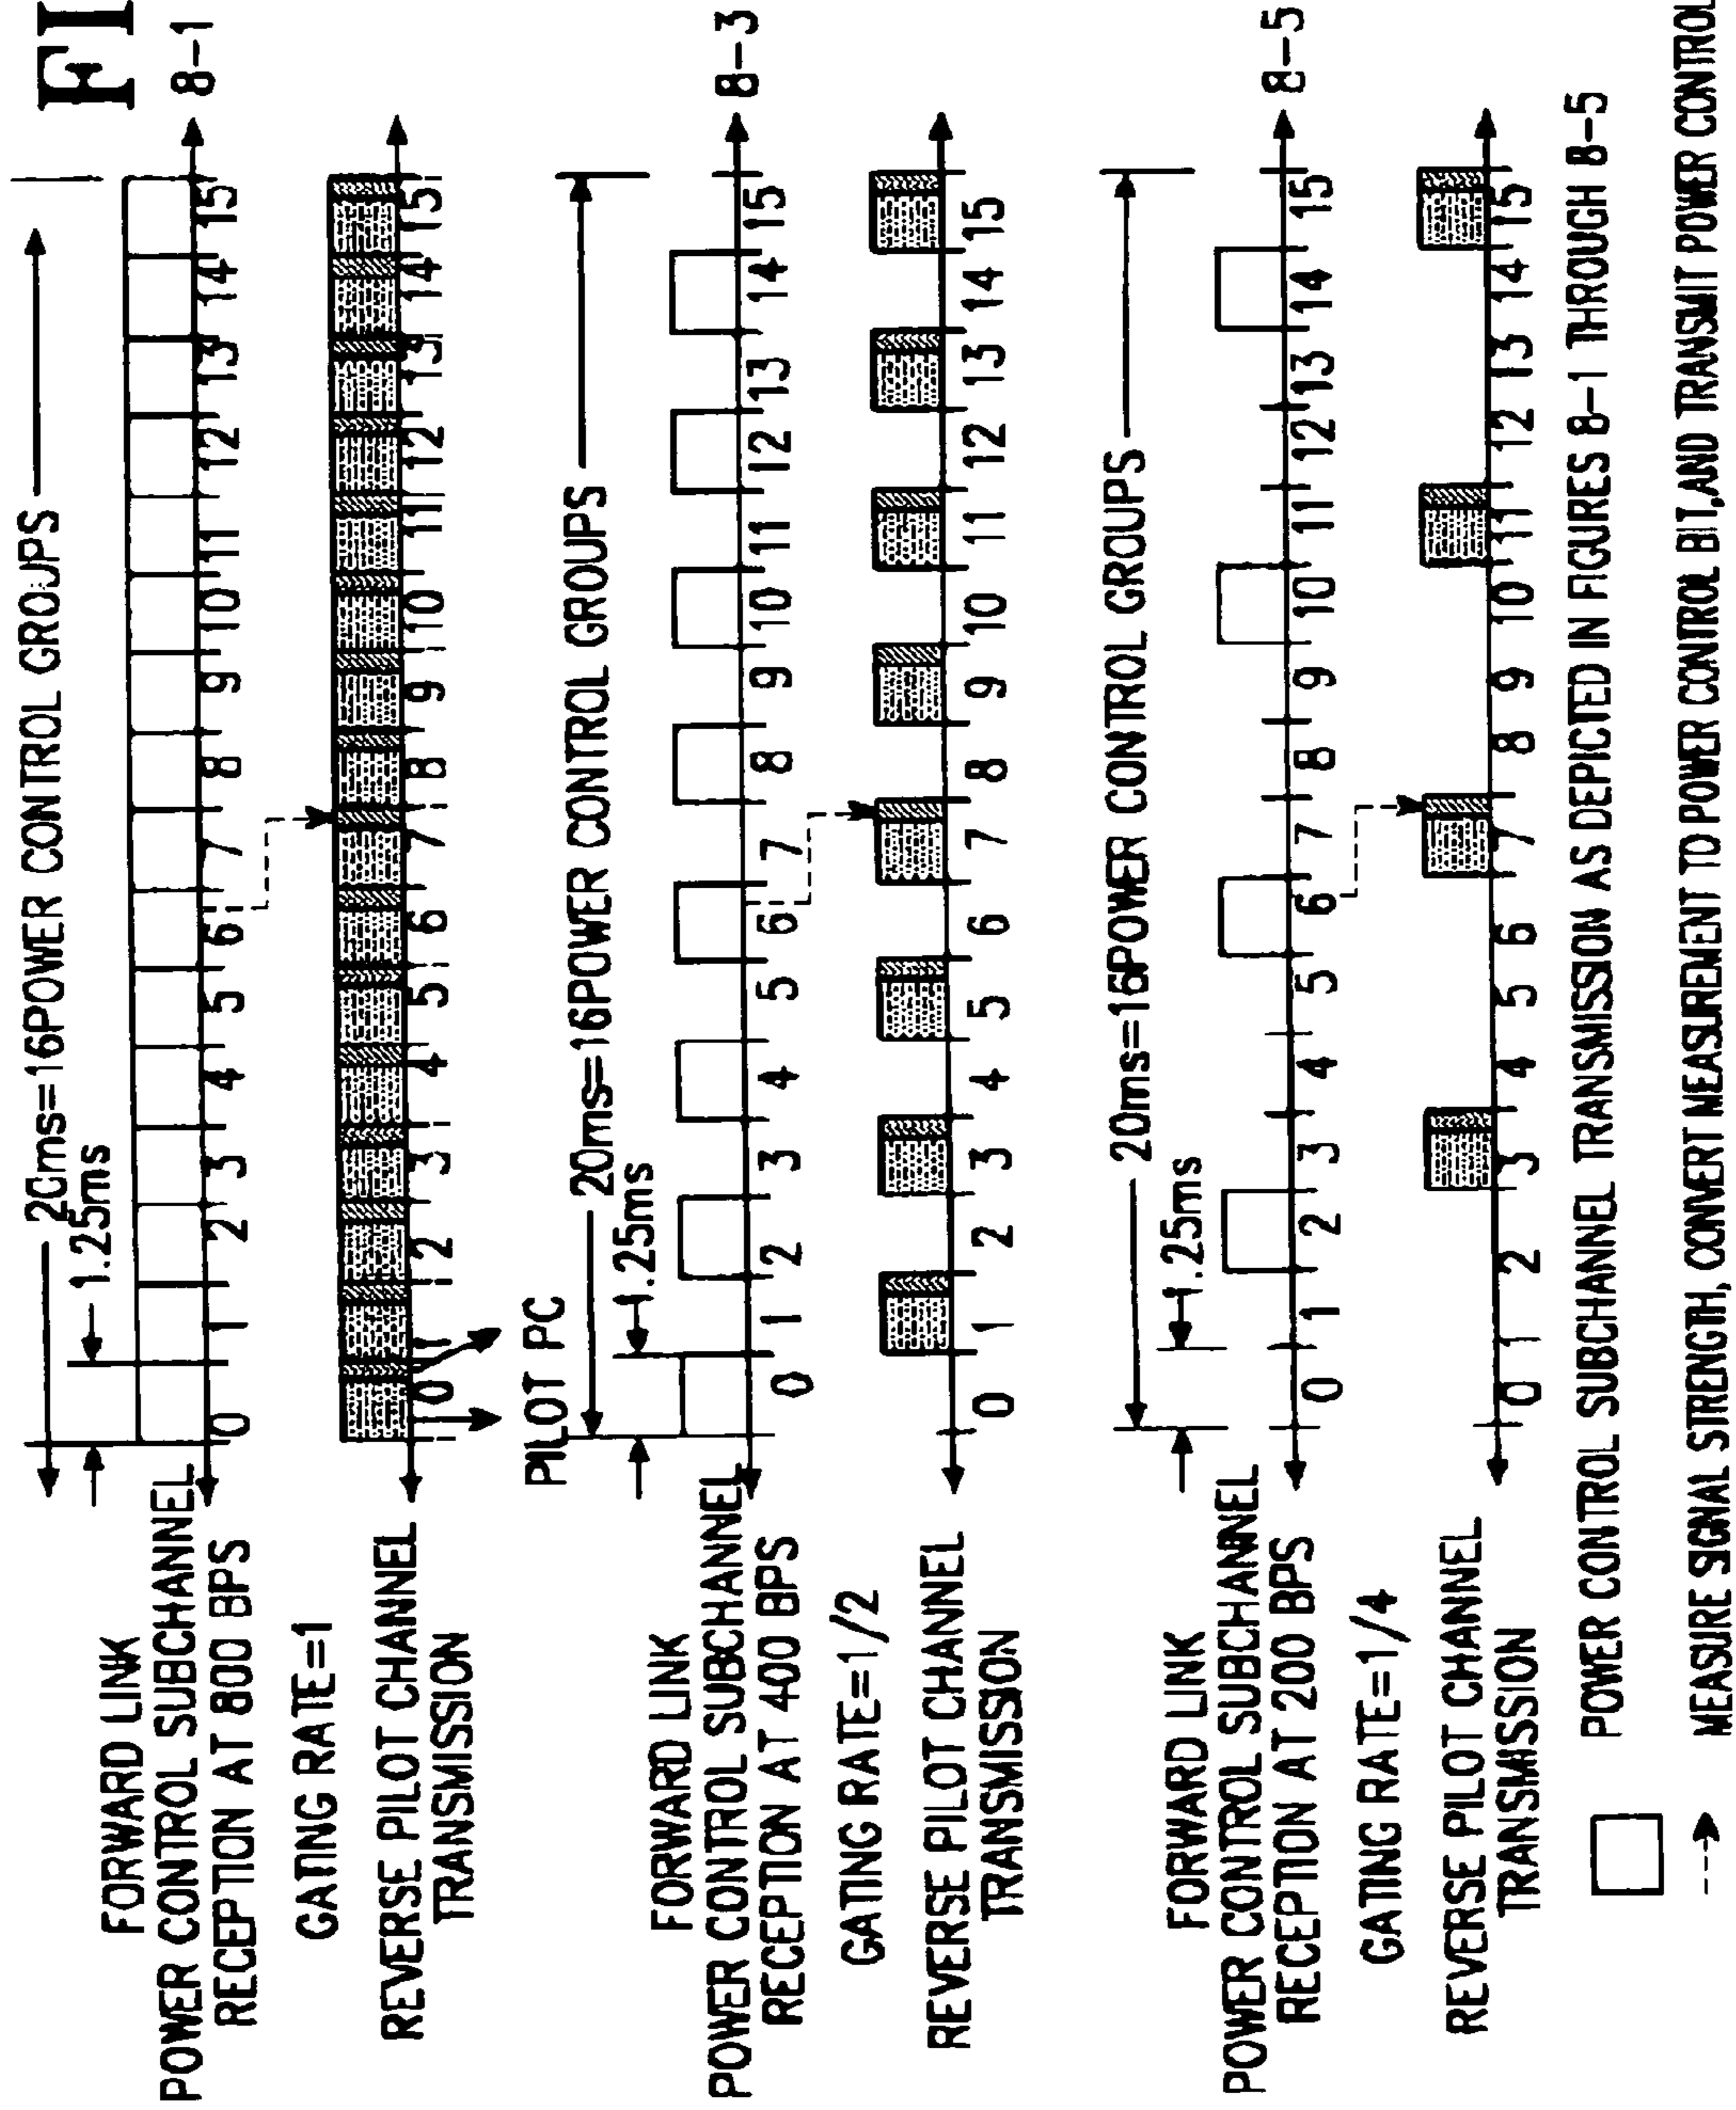 FI
20ms=16POWER CONTROL GROUPS
1.25ms
8-1
FORWARD LINK
POWER CONTROL SUBCHANNEL
RECEPTION AT 800 BPS
0 1 2 3 4 5 6 7 8 9 10 11 12 13 14 15
GATING RATE=1
REVERSE PILOT CHANNEL
TRANSMISSION
0 1 2 3 4 5 6 7 8 9 10 11 12 13 14 15
PILOT PC
20ms=16POWER CONTROL GROUPS
1.25ms
8-3
FORWARD LINK
POWER CONTROL SUBCHANNEL
RECEPTION AT 400 BPS
0 1 2 3 4 5 6 7 8 9 10 11 12 13 14 15
GATING RATE=1/2
REVERSE PILOT CHANNEL
TRANSMISSION
0 1 2 3 4 5 6 7 8 9 10 11 12 13 14 15
20ms=16POWER CONTROL GROUPS
1.25ms
8-5
FORWARD LINK
POWER CONTROL SUBCHANNEL
RECEPTION AT 200 BPS
0 1 2 3 4 5 6 7 8 9 10 11 12 13 14 15
GATING RATE=1/4
REVERSE PILOT CHANNEL
TRANSMISSION
0 1 2 3 4 5 6 7 8 9 10 11 12 13 14 15
POWER CONTROL SUBCHANNEL TRANSMISSION AS DEPICTED IN FIGURES 8-1 THROUGH 8-5
MEASURE SIGNAL STRENGTH, CONVERT MEASUREMENT TO POWER CONTROL BIT,AND TRANSMIT POWER CONTROL